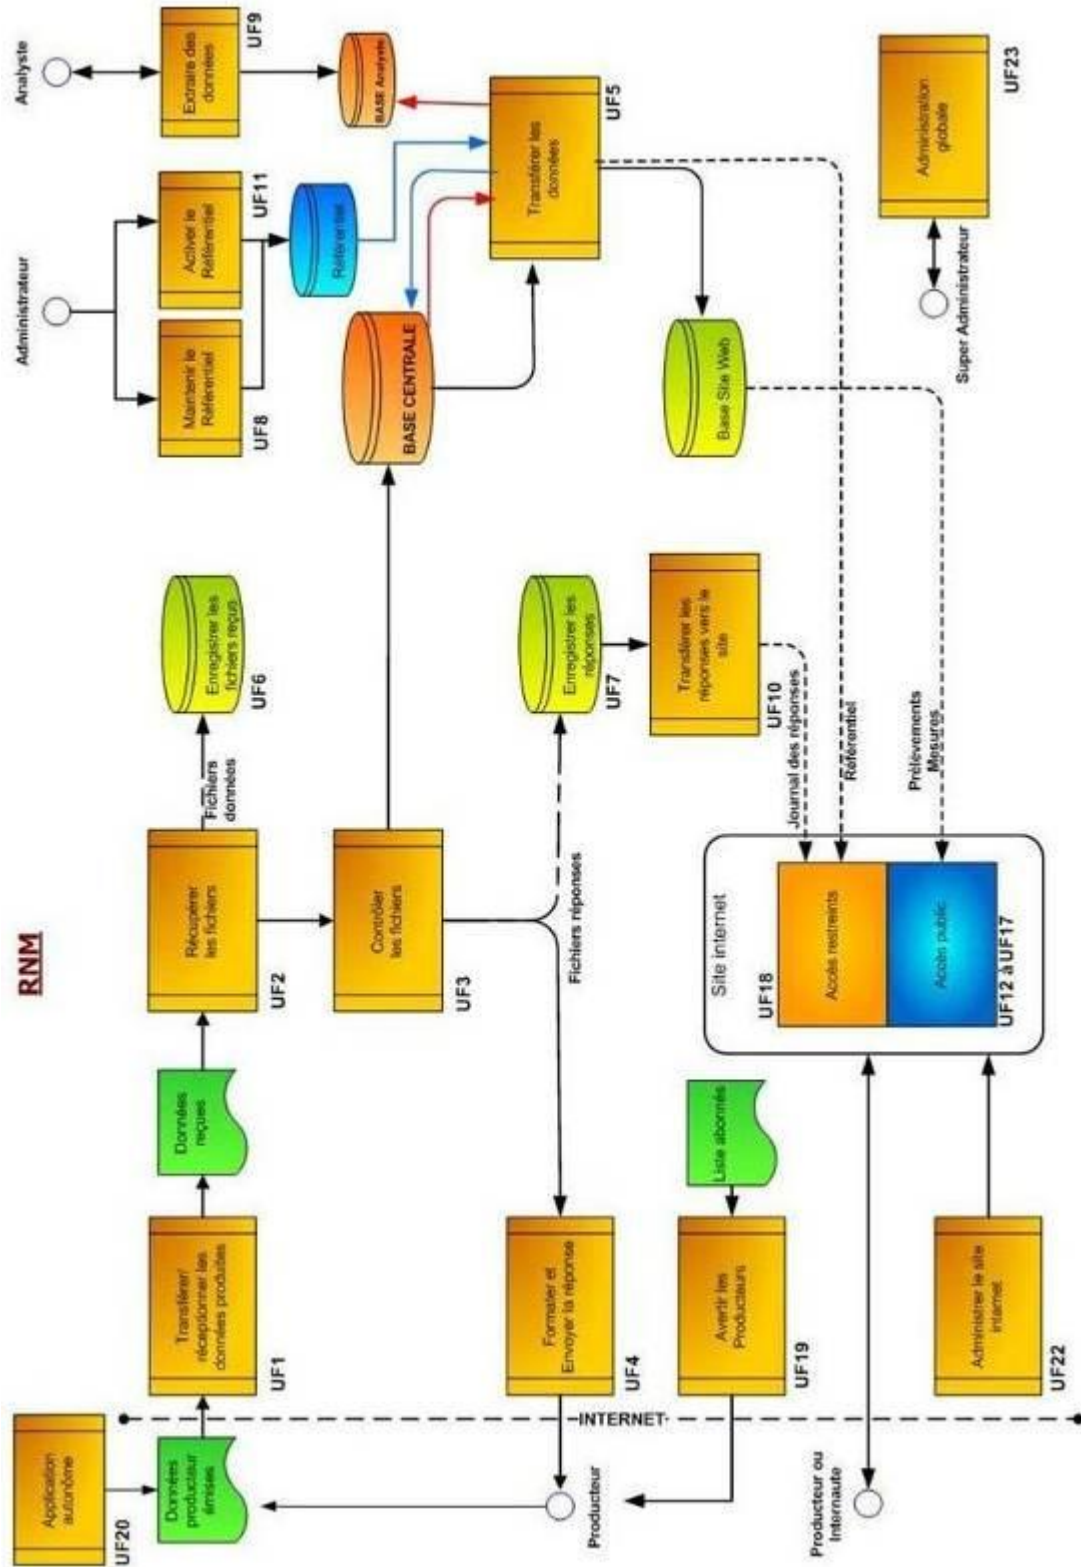 RNM
Application
autonôme
UF20
Données
producteur
émises
Transférer/
réceptionner les
données produites
UF1
Données
reçues
Récupérer
les fichiers
UF2
Fichiers
données
Enregistrer les
fichiers reçus
UF6
Administrateur
Maintenir le
Référentiel
UF8
Activer le
Référentiel
UF11
Analyste
Extraire des
données
UF9
Contrôler
les fichiers
UF3
BASE CENTRALE
Référentiel
BASE Analyste
Producteur
Formater et
Envoyer la réponse
UF4
Fichiers réponses
Enregistrer les
réponses
UF7
Transférer les
données
UF5
INTERNET
Avertir les
Producteurs
UF19
Liste abonnés
Transférer les
réponses vers le
site
UF10
Base Site Web
Producteur ou
Internaute
Site internet
UF18
Accès restreints
Accès public
UF12 à UF17
Journal des réponses
Référentiel
Prélèvements
Mesures
Administrer le site
internet
UF22
Super Administrateur
Administration
globale
UF23